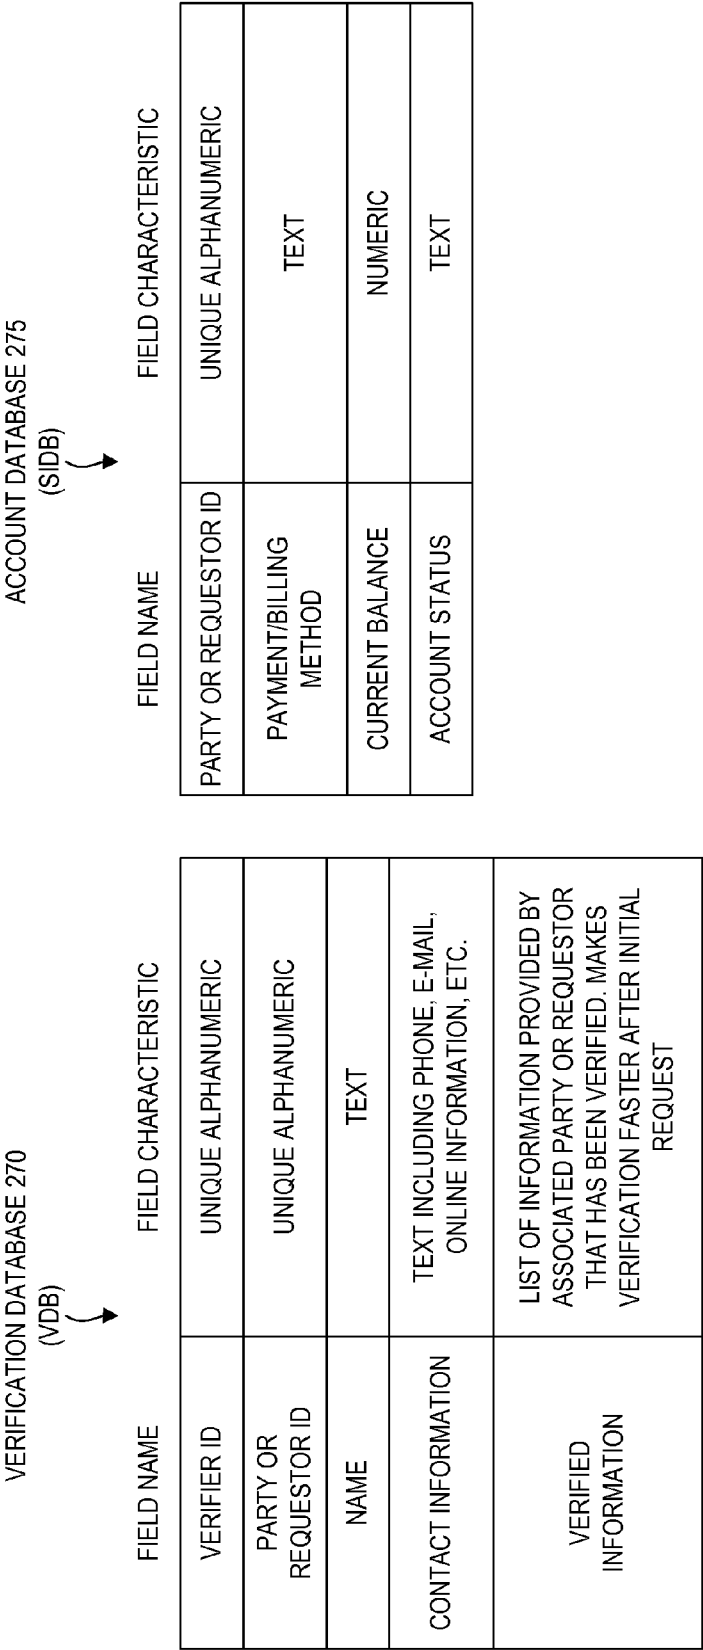 VERIFICATION DATABASE 270
(VDB)
FIELD NAME
FIELD CHARACTERISTIC
VERIFIER ID
UNIQUE ALPHANUMERIC
PARTY OR
REQUESTOR ID
UNIQUE ALPHANUMERIC
NAME
TEXT
CONTACT INFORMATION
TEXT INCLUDING PHONE, E-MAIL,
ONLINE INFORMATION, ETC.
VERIFIED
INFORMATION
LIST OF INFORMATION PROVIDED BY
ASSOCIATED PARTY OR REQUESTOR
THAT HAS BEEN VERIFIED. MAKES
VERIFICATION FASTER AFTER INITIAL
REQUEST
ACCOUNT DATABASE 275
(SIDB)
FIELD NAME
FIELD CHARACTERISTIC
PARTY OR REQUESTOR ID
UNIQUE ALPHANUMERIC
PAYMENT/BILLING
METHOD
TEXT
CURRENT BALANCE
NUMERIC
ACCOUNT STATUS
TEXT